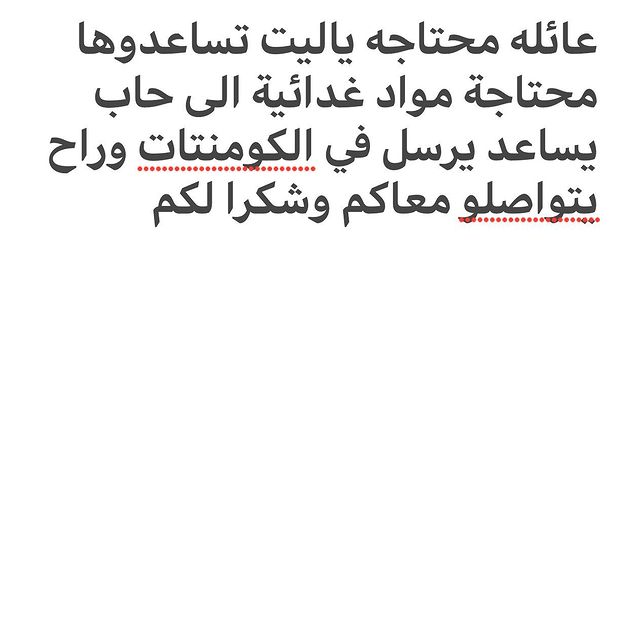 عائله محتاجه ياليت تساعدوها
محتاجة مواد غدائية الى حاب
يساعد يرسل في الكومنتات وراح
يتواصلو معاكم وشكرا لكم